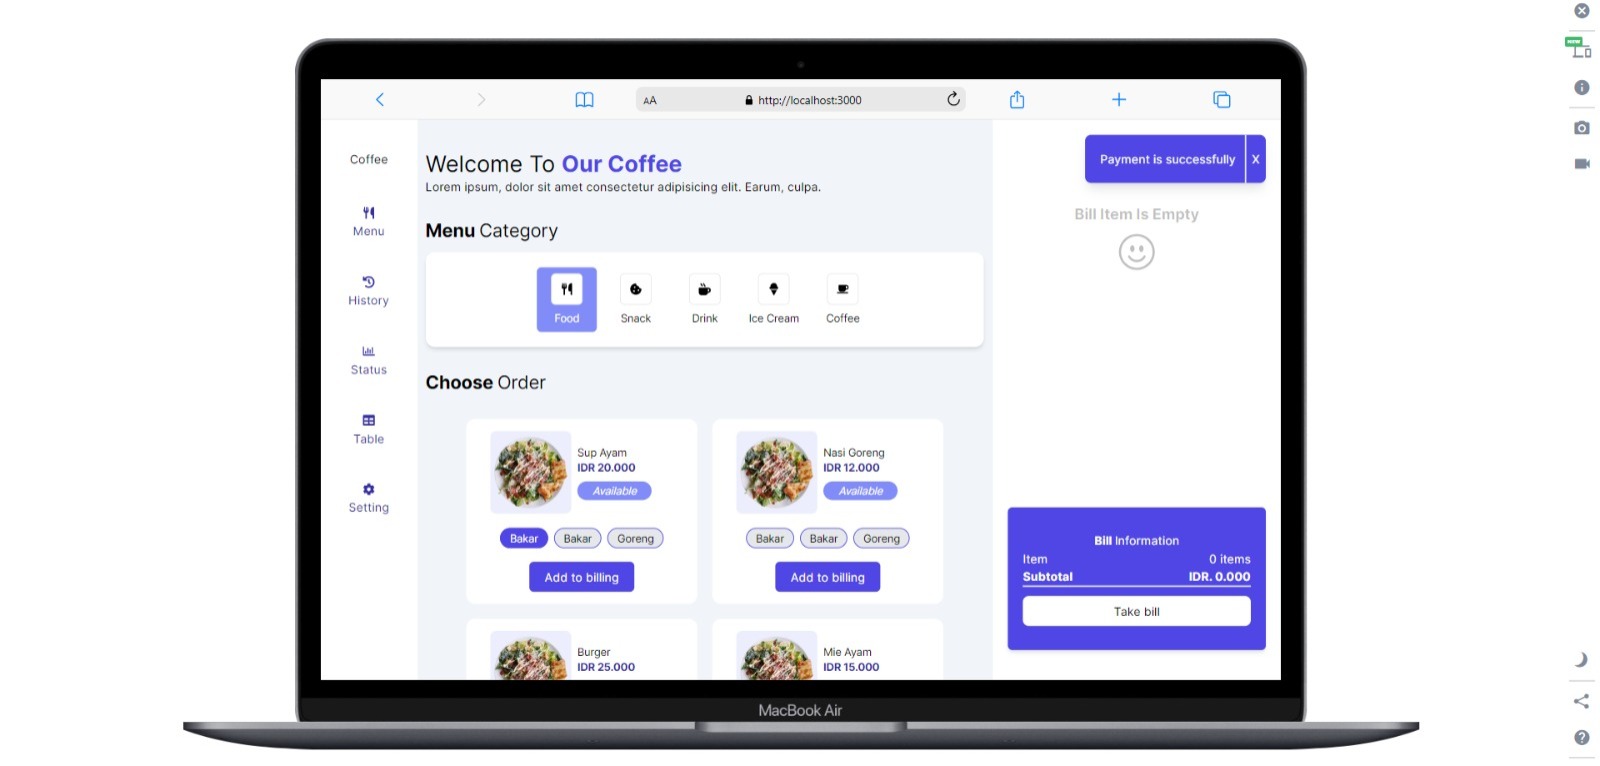 AA
http://localhost:3000
Coffee
Menu
History
Status
Table
Setting
Welcome To Our Coffee
Lorem ipsum, dolor sit amet consectetur adipisicing elit. Earum, culpa.
Menu Category
Food
Snack
Drink
Ice Cream
Coffee
Choose Order
Sup Ayam
IDR 20.000
Available
Bakar Bakar Goreng
Add to billing
Nasi Goreng
IDR 12.000
Available
Bakar Bakar Goreng
Add to billing
Burger
IDR 25.000
Mie Ayam
IDR 15.000
Payment is successfully X
Bill Item Is Empty
Bill Information
Item 0 items
Subtotal IDR. 0.000
Take bill
MacBook Air